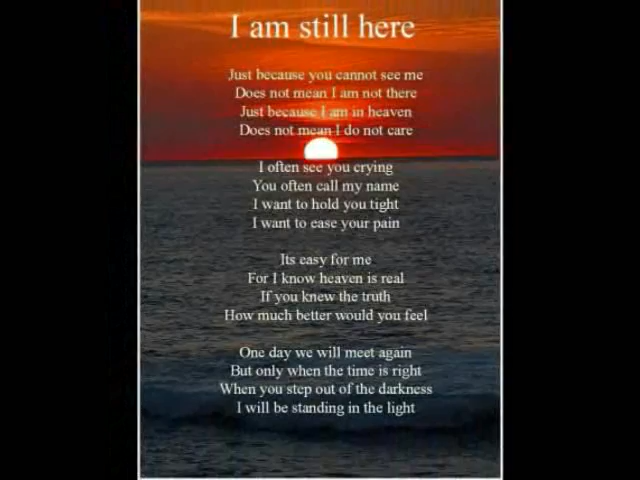 I am still here
Just because you cannot see me
Does not mean I am not there
Just because I am in heaven
Does not mean I do not care
I often see you crying
You often call my name
I want to hold you tight
I want to ease your pain
Its easy for me
For I know heaven is real
If you knew the truth
How much better would you feel
One day we will meet again
But only when the time is right
When you step out of the darkness
I will be standing in the light